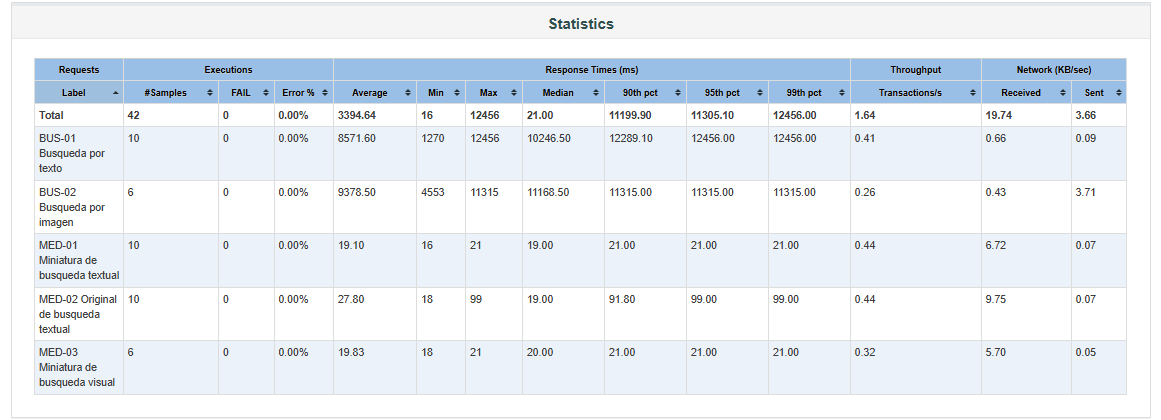 Statistics
Requests Executions Response Times (ms) Throughput Network (KB/sec)
Label #Samples FAIL Error % Average Min Max Median 90th pct 95th pct 99th pct Transactions/s Received Sent
Total 42 0 0.00% 3394.64 16 12456 21.00 11199.90 11305.10 12456.00 1.64 19.74 3.66
BUS-01 10 0 0.00% 8571.60 1270 12456 10246.50 12289.10 12456.00 12456.00 0.41 0.66 0.09
Busqueda por
texto
BUS-02 6 0 0.00% 9378.50 4553 11315 11168.50 11315.00 11315.00 11315.00 0.26 0.43 3.71
Busqueda por
imagen
MED-01 10 0 0.00% 19.10 16 21 19.00 21.00 21.00 21.00 0.44 6.72 0.07
Miniatura de
busqueda textual
MED-02 Original 10 0 0.00% 27.80 18 99 19.00 91.80 99.00 99.00 0.44 9.75 0.07
de busqueda
textual
MED-03 6 0 0.00% 19.83 18 21 20.00 21.00 21.00 21.00 0.32 5.70 0.05
Miniatura de
busqueda visual